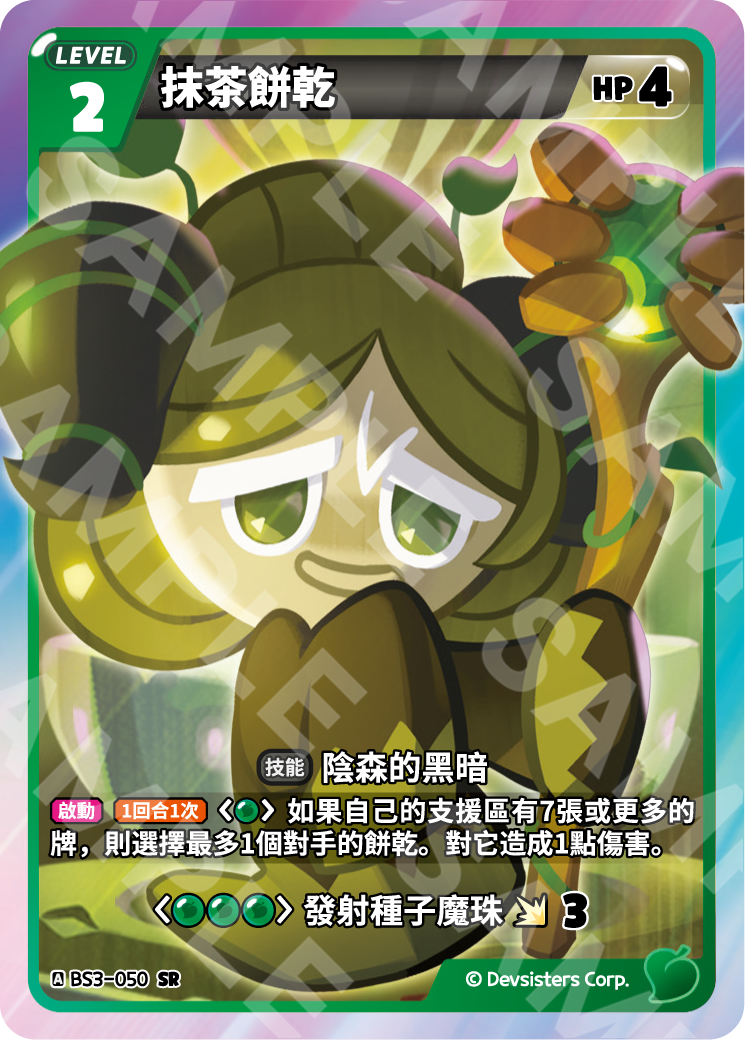 LEVEL
2
抹茶餅乾
HP 4
SAMPLE SAMPLE SAMPLE
技能 陰森的黑暗
啟動 1回合1次 〈●〉 如果自己的支援區有7張或更多的
牌，則選擇最多1個對手的餅乾。對它造成1點傷害。
〈●●●〉 發射種子魔珠 3
A BS3-050 SR
© Devsisters Corp.